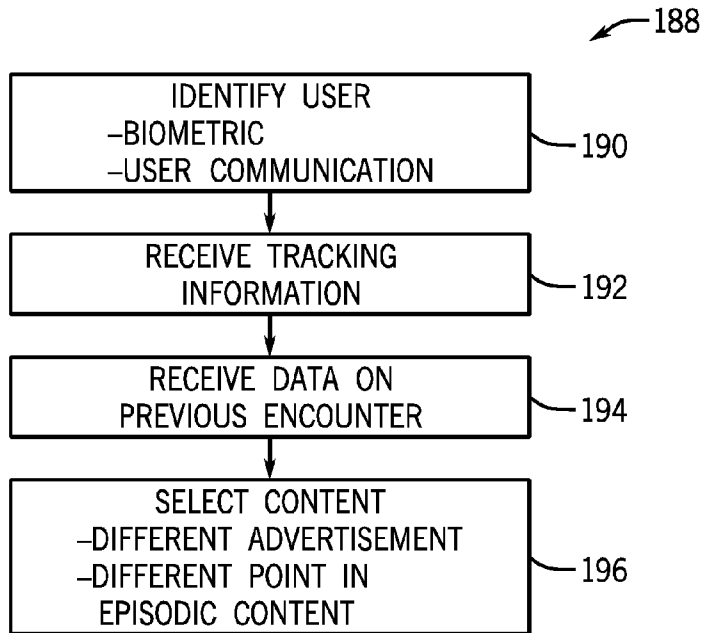 188
IDENTIFY USER
–BIOMETRIC
–USER COMMUNICATION
190
RECEIVE TRACKING
INFORMATION
192
RECEIVE DATA ON
PREVIOUS ENCOUNTER
194
SELECT CONTENT
–DIFFERENT ADVERTISEMENT
–DIFFERENT POINT IN
EPISODIC CONTENT
196